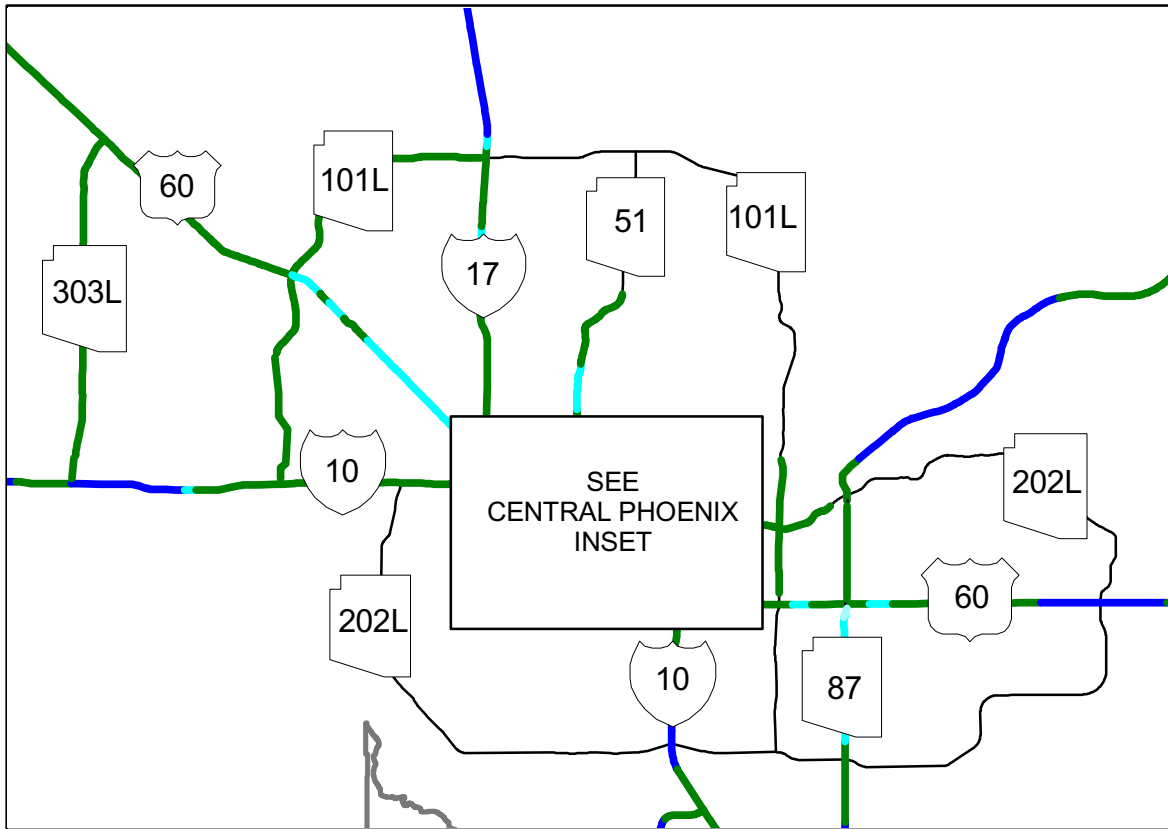 60
101L
51
101L
17
303L
10
SEE
CENTRAL PHOENIX
INSET
202L
60
202L
10
87